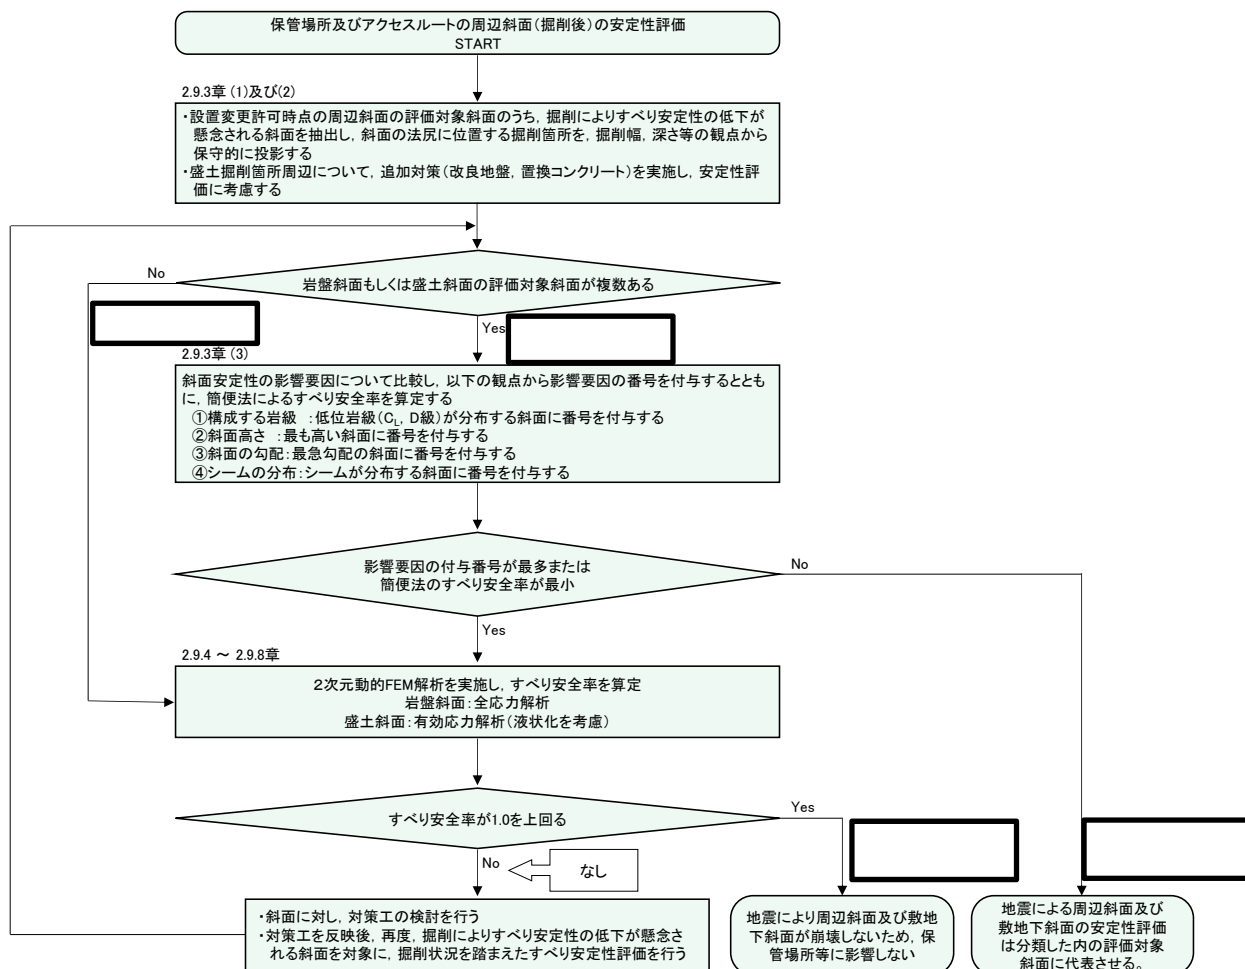 保管場所及びアクセスルートの周辺斜面(掘削後)の安定性評価
START
2.9.3章 (1)及び(2)
・設置変更許可時点の周辺斜面の評価対象斜面のうち, 掘削によりすべり安定性の低下が
懸念される斜面を抽出し, 斜面の法尻に位置する掘削箇所を, 掘削幅, 深さ等の観点から
保守的に投影する
・盛土掘削箇所周辺について, 追加対策(改良地盤, 置換コンクリート)を実施し, 安定性評
価に考慮する
岩盤斜面もしくは盛土斜面の評価対象斜面が複数ある
No
Yes
2.9.3章 (3)
斜面安定性の影響要因について比較し, 以下の観点から影響要因の番号を付与するととも
に, 簡便法によるすべり安全率を算定する
①構成する岩級 :低位岩級(CL, D級)が分布する斜面に番号を付与する
②斜面高さ :最も高い斜面に番号を付与する
③斜面の勾配:最急勾配の斜面に番号を付与する
④シームの分布:シームが分布する斜面に番号を付与する
影響要因の付与番号が最多または
簡便法のすべり安全率が最小
No
Yes
2.9.4 ~ 2.9.8章
2次元動的FEM解析を実施し, すべり安全率を算定
岩盤斜面:全応力解析
盛土斜面:有効応力解析(液状化を考慮)
すべり安全率が1.0を上回る
Yes
No
なし
・斜面に対し, 対策工の検討を行う
・対策工を反映後, 再度, 掘削によりすべり安定性の低下が懸念さ
れる斜面を対象に, 掘削状況を踏まえたすべり安定性評価を行う
地震により周辺斜面及び敷地
下斜面が崩壊しないため, 保
管場所等に影響しない
地震による周辺斜面及び
敷地下斜面の安定性評価
は分類した内の評価対象
斜面に代表させる。